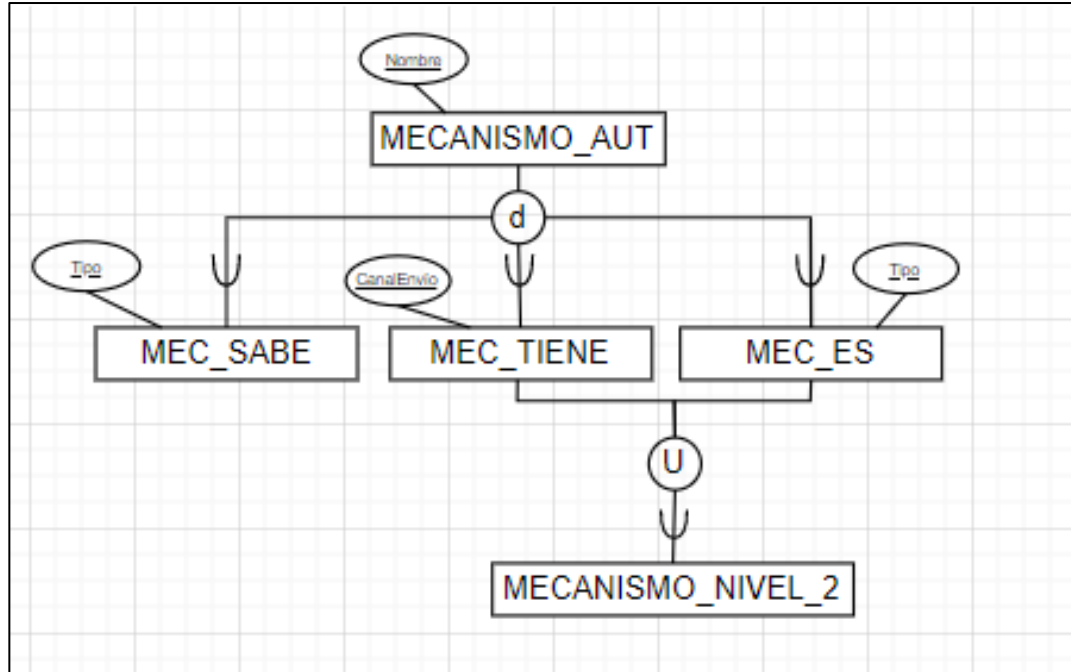 Nombre
MECANISMO_AUT
d
Tipo
CanalEnvio
Tipo
MEC_SABE
MEC_TIENE
MEC_ES
U
MECANISMO_NIVEL_2